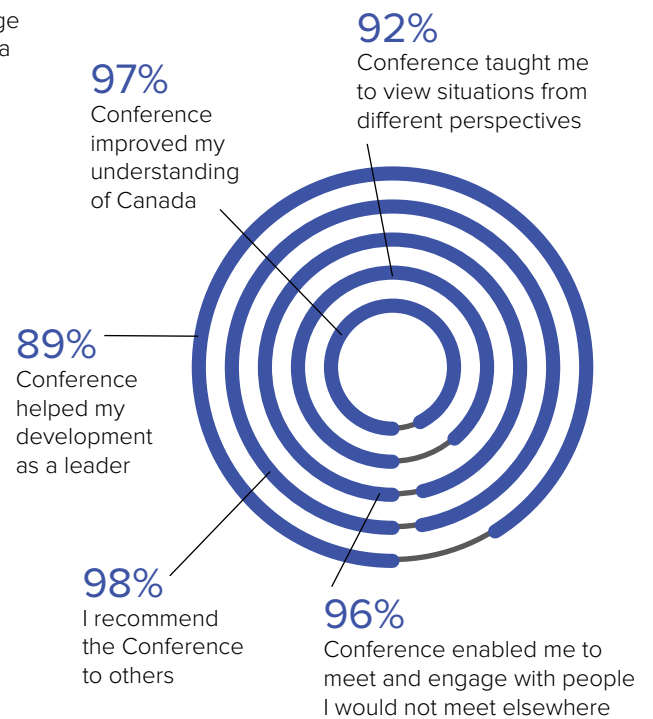 ge
a
92%
Conference taught me
to view situations from
different perspectives
97%
Conference
improved my
understanding
of Canada
89%
Conference
helped my
development
as a leader
98%
I recommend
the Conference
to others
96%
Conference enabled me to
meet and engage with people
I would not meet elsewhere